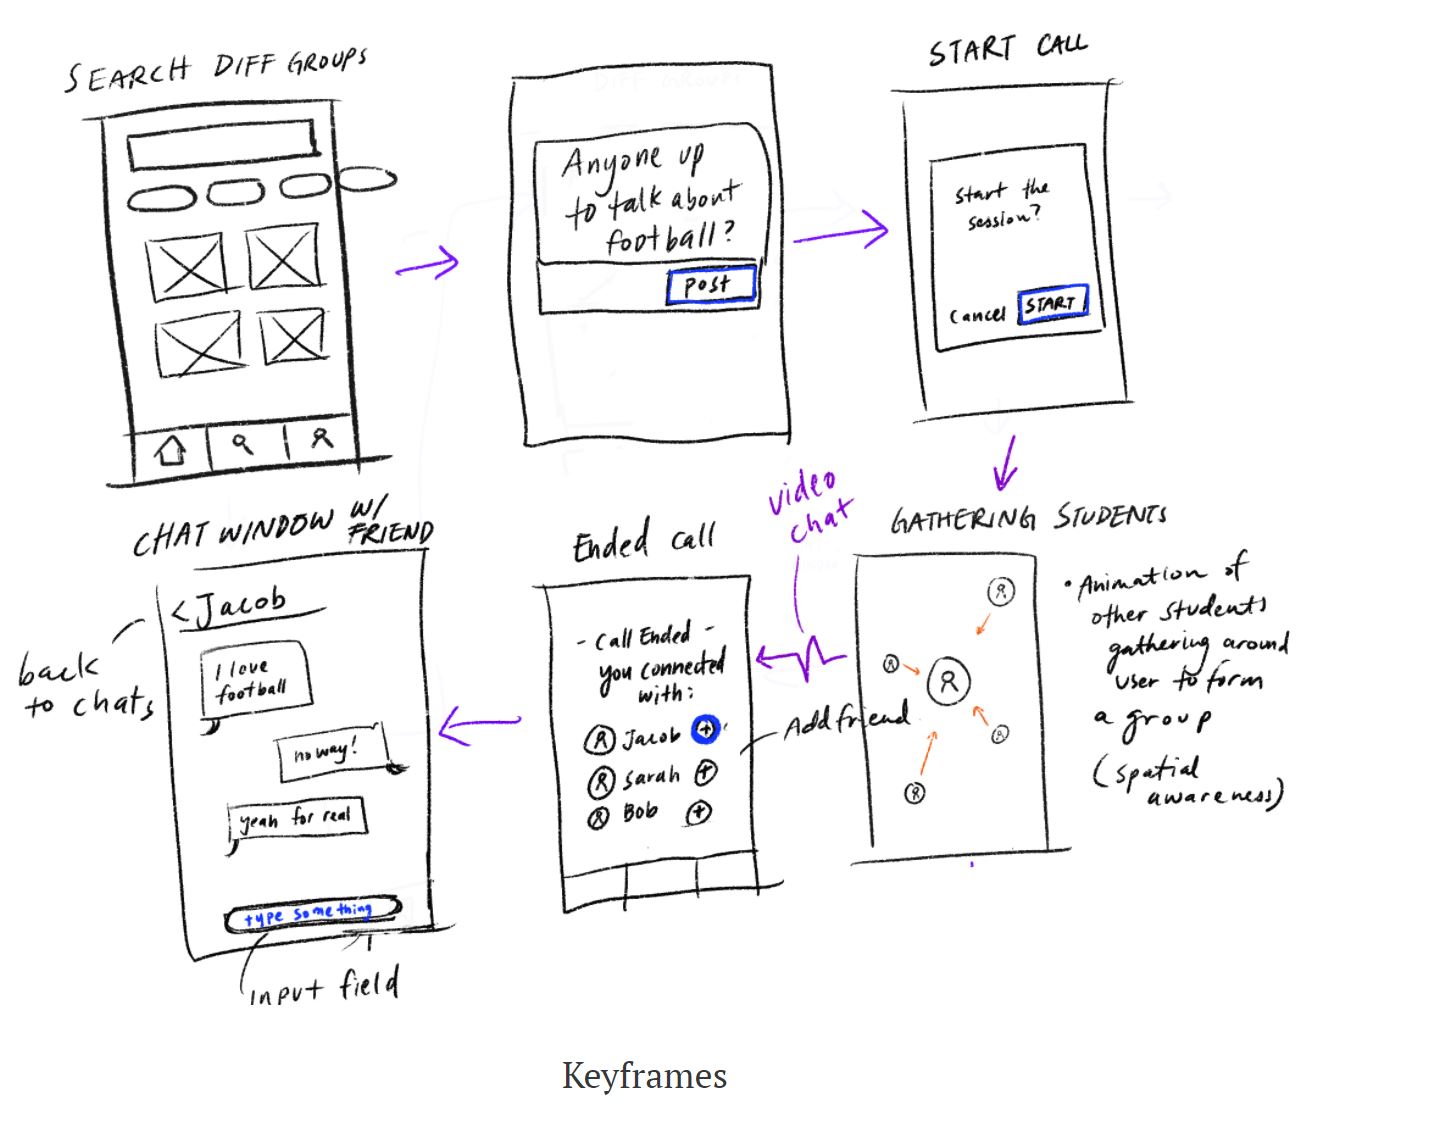 SEARCH DIFF GROUPS
Anyone up
to talk about
football?
post
START CALL
Start the
session?
Cancel
START
GATHERING STUDENTS
• Animation of
other students
gathering around
user to form
a group
(spatial
awareness)
video
chat
Ended call
- Call Ended -
you connected
with:
Jacob
Sarah
Bob
Add friend
CHAT WINDOW W/
FRIEND
< Jacob
back
to chats
I love
football
no way!
yeah for real
type something
input field
Keyframes